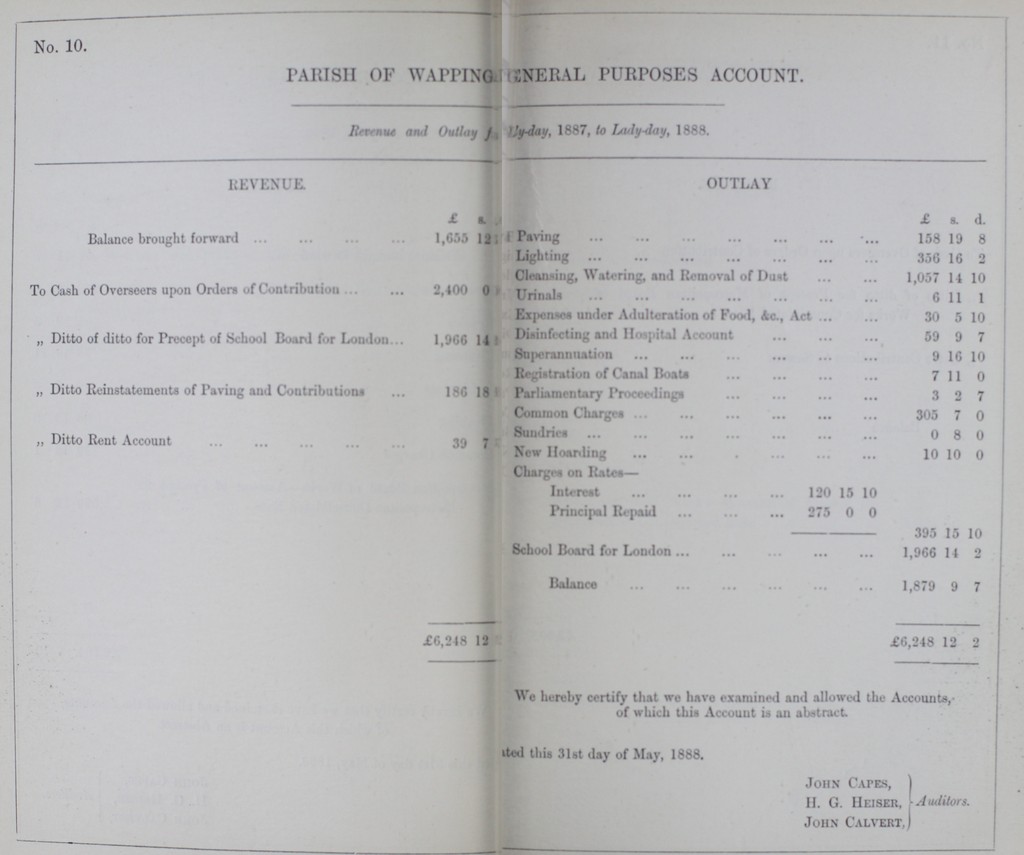 No. 10.
PARISH OF WAPPING ENERAL PURPOSES ACCOUNT.
Revenue and Outlay y-day, 1887, to Lady-day, 1888.
REVENUE.
£ s.
Balance brought forward ... ... ... ... 1,655 12
To Cash of Overseers upon Orders of Contribution ... ... 2,400 0
„ Ditto of ditto for Precept of School Board for London... 1,966 14
„ Ditto Reinstatements of Paving and Contributions ... 186 18
„ Ditto Rent Account ... ... ... ... ... 39 7
£6,248 12
OUTLAY
£ s. d.
Paving ... ... ... ... ... ... ... 158 19 8
Lighting ... ... ... ... ... ... ... 356 16 2
Cleansing, Watering, and Removal of Dust ... ... 1,057 14 10
Urinals ... ... ... ... ... ... ... 6 11 1
Expenses under Adulteration of Food, &c., Act ... ... 30 5 10
Disinfecting and Hospital Account ... ... ... 59 9 7
Superannuation ... ... ... ... ... ... 9 16 10
Registration of Canal Boats ... ... ... ... 7 11 0
Parliamentary Proceedings ... ... ... ... 3 2 7
Common Charges ... ... ... ... ... ... 305 7 0
Sundries ... ... ... ... ... ... ... 0 8 0
New Hoarding ... ... . ... ... ... 10 10 0
Charges on Rates—
Interest ... ... ... ... 120 15 10
Principal Repaid ... ... ... 275 0 0
395 15 10
School Board for London ... ... ... ... ... 1,966 14 2
Balance ... ... ... ... ... ... 1,879 9 7
£6,248 12 2
We hereby certify that we have examined and allowed the Accounts,
of which this Account is an abstract.
ted this 31st day of May, 1888.
JOHN CAPES,
H. G. HEISER, Auditors.
JOHN CALVERT,